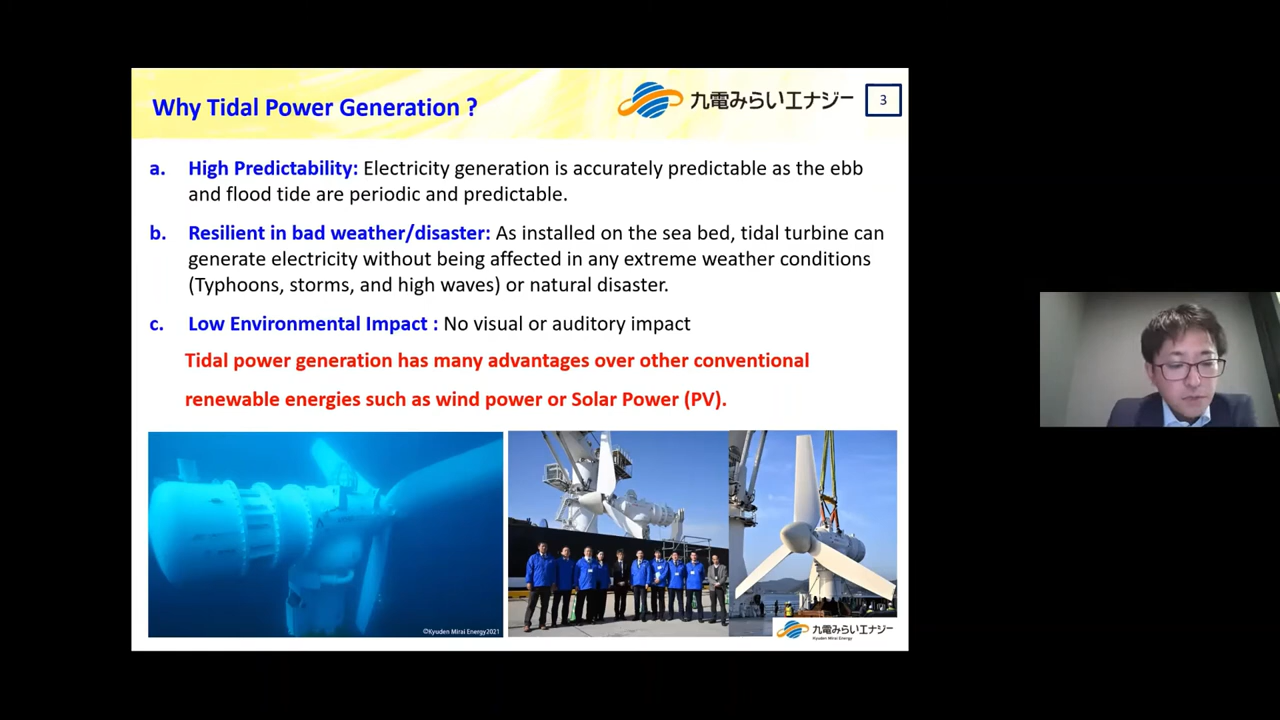 Why Tidal Power Generation ?
九電みらいエナジー
3
a. High Predictability: Electricity generation is accurately predictable as the ebb
and flood tide are periodic and predictable.
b. Resilient in bad weather/disaster: As installed on the sea bed, tidal turbine can
generate electricity without being affected in any extreme weather conditions
(Typhoons, storms, and high waves) or natural disaster.
c. Low Environmental Impact : No visual or auditory impact
Tidal power generation has many advantages over other conventional
renewable energies such as wind power or Solar Power (PV).
©Kyuden Mirai Energy2021
九電みらいエナジー
Kyuden Mirai Energy